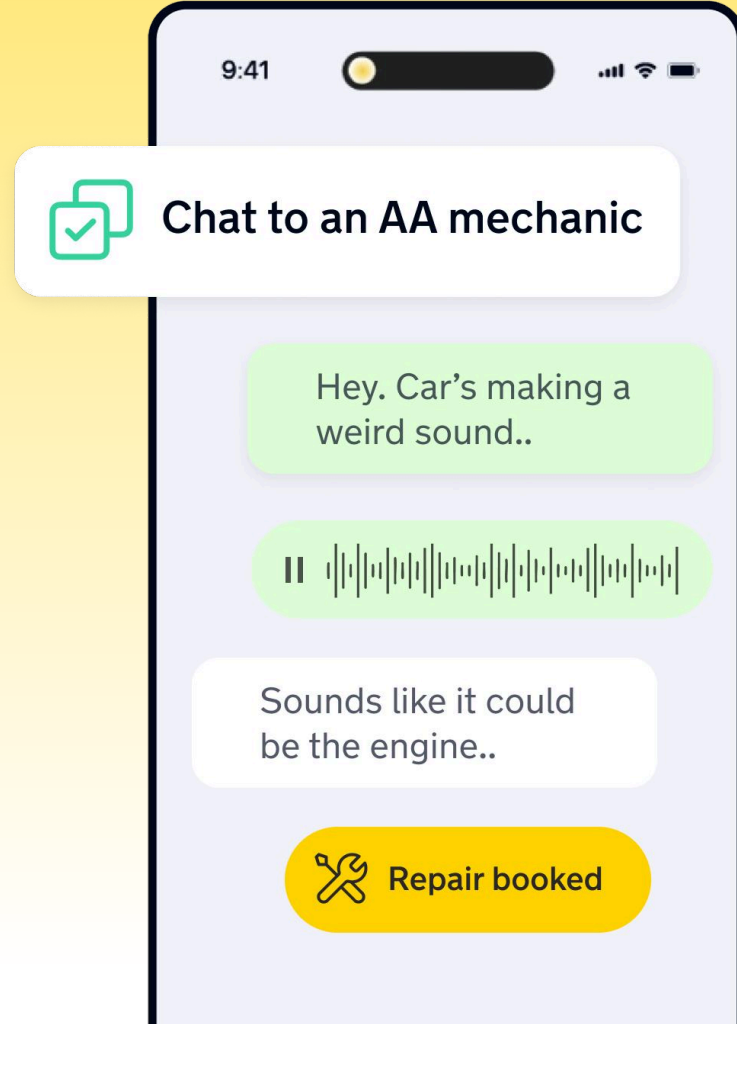 9:41
Chat to an AA mechanic
Hey. Car’s making a
weird sound..
Sounds like it could
be the engine..
Repair booked